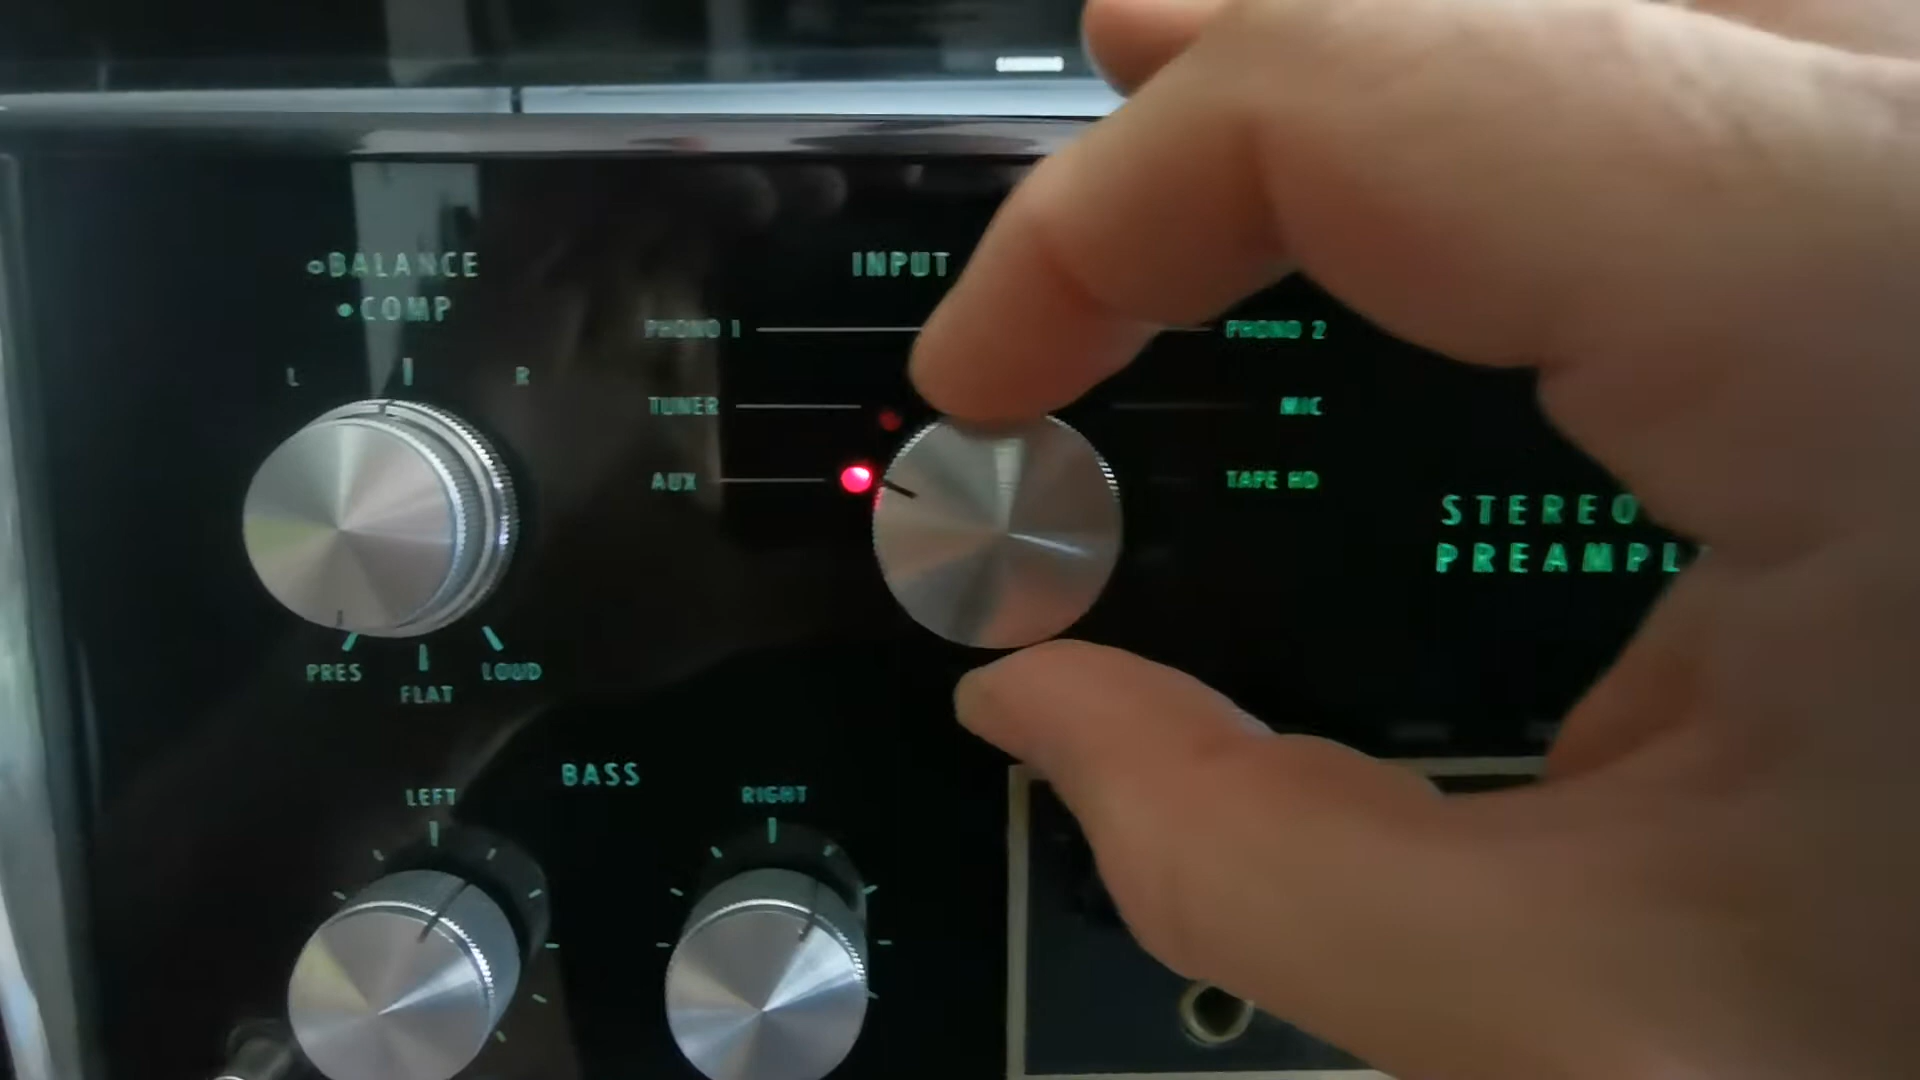 BALANCE
COMP
L R
PRES
FLAT
LOUD
INPUT
PHONO 1
PHONO 2
TUNER
MIC
AUX
TAPE HD
STEREO
PREAMPL
BASS
LEFT
RIGHT